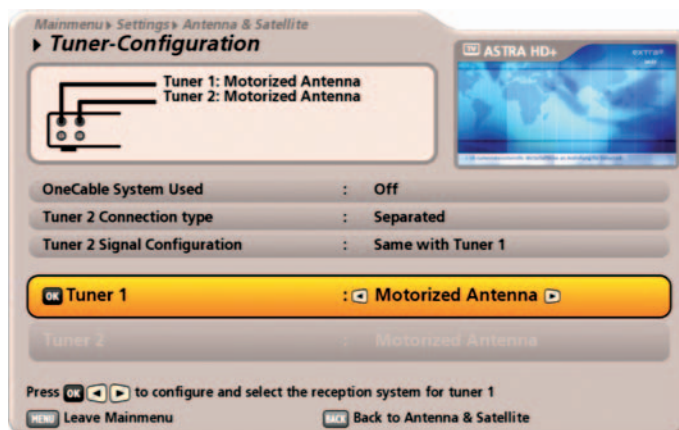 Mainmenu › Settings › Antenna & Satellite
Tuner-Configuration
TV ASTRA HD+
Tuner 1: Motorized Antenna
Tuner 2: Motorized Antenna
OneCable System Used : Off
Tuner 2 Connection type : Separated
Tuner 2 Signal Configuration : Same with Tuner 1
OK Tuner 1 : Motorized Antenna
Tuner 2 : Motorized Antenna
Press OK to configure and select the reception system for tuner 1
MENU Leave Mainmenu BACK Back to Antenna & Satellite